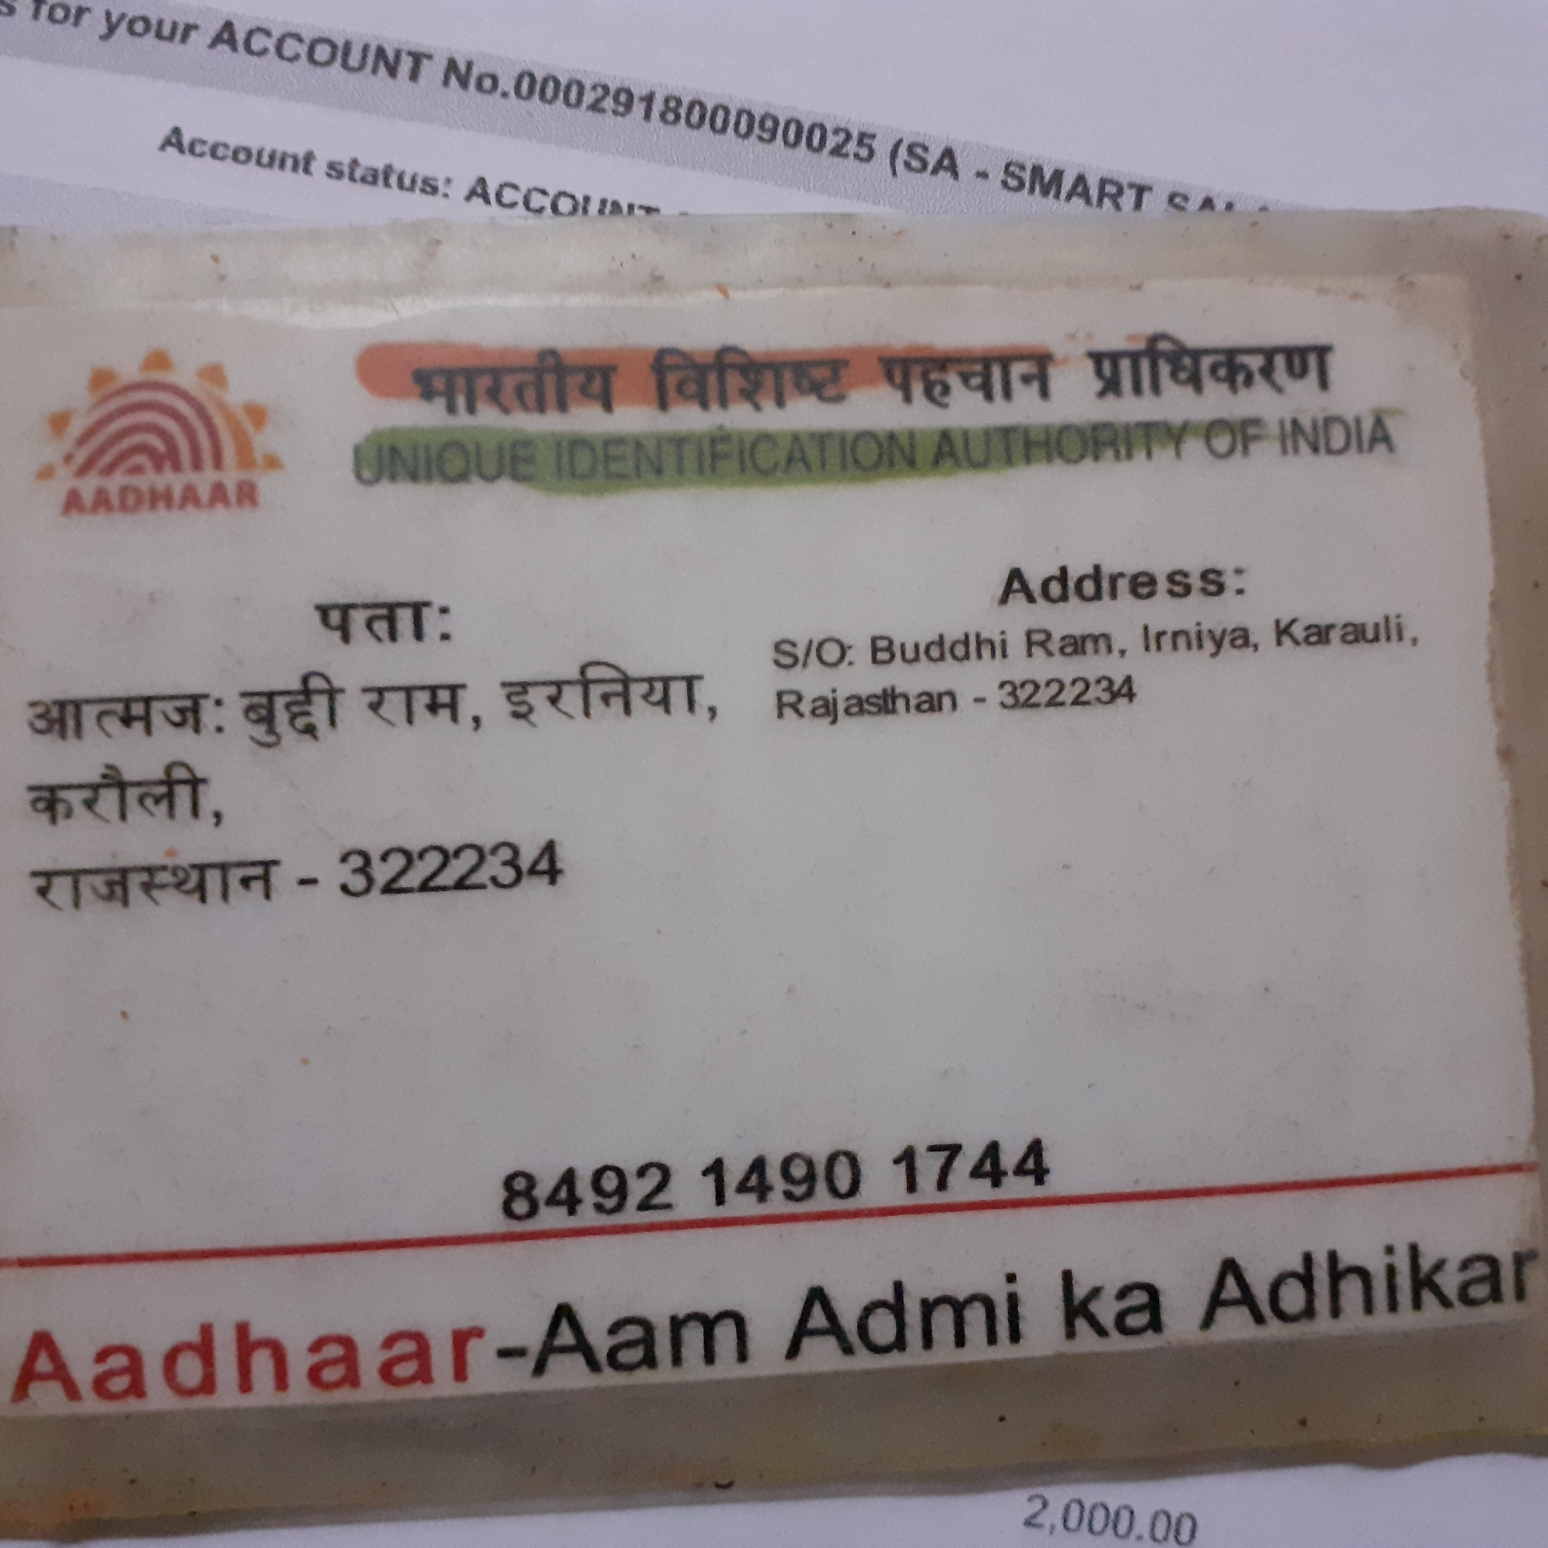 for your ACCOUNT No.000291800090025 (SA - SMART
Account status: ACCOUNT
AADHAAR
भारतीय विशिष्ट पहचान प्राधिकरण
UNIQUE IDENTIFICATION AUTHORITY OF INDIA
पता:
आत्मज: बुद्दी राम, इरनिया,
करौली,
राजस्थान - 322234
Address:
S/O: Buddhi Ram, Irniya, Karauli,
Rajasthan - 322234
8492 1490 1744
Aadhaar-Aam Admi ka Adhikar
2,000.00